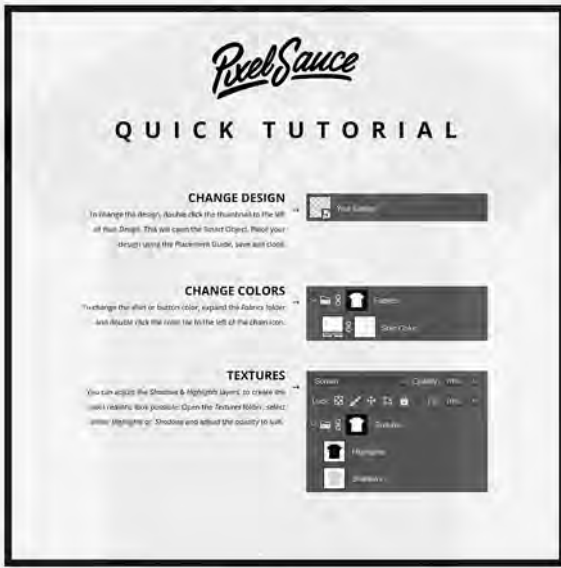 Pixel Sauce
QUICK TUTORIAL
CHANGE DESIGN
To change the design, double click the thumbnail to the left
of Your Design. This will open the Smart Object. Place your
design using the Placement Guide, save and close.
Your Design
CHANGE COLORS
To change the shirt or button color, expand the Fabrics folder
and double click the color tile to the left of the chain icon.
Shirt Color
TEXTURES
You can adjust the Shadows & Highlights layers, to create the
most realistic look possible. Open the Textures folder, select
either Highlights or Shadows and adjust the opacity to suit.
Screen Opacity:
Lock:
Textures
Highlights
Shadows